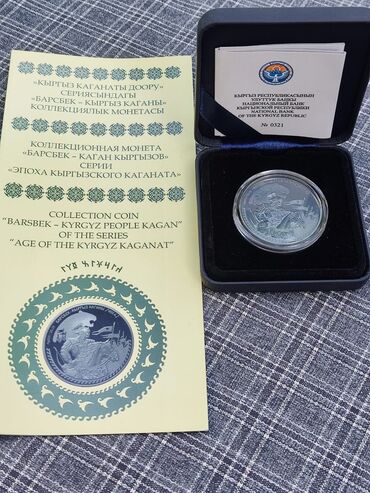 «КЫРГЫЗ КАГАНАТЫ ДООРУ»
СЕРИЯСЫНДАГЫ
«БАРСБЕК – КЫРГЫЗ КАГАНЫ»
КОЛЛЕКЦИЯЛЫК МОНЕТАСЫ
КОЛЛЕКЦИОННАЯ МОНЕТА
«БАРСБЕК – КАГАН КЫРГЫЗОВ»
СЕРИИ
«ЭПОХА КЫРГЫЗСКОГО КАГАНАТА»
COLLECTION COIN
“BARSBEK – KYRGYZ PEOPLE KAGAN”
OF THE SERIES
“AGE OF THE KYRGYZ KAGANAT”
КЫРГЫЗ РЕСПУБЛИКАСЫНЫН
УЛУТТУК БАНКЫ
НАЦИОНАЛЬНЫЙ БАНК
КЫРГЫЗСКОЙ РЕСПУБЛИКИ
NATIONAL BANK
OF THE KYRGYZ REPUBLIC
№ 0321